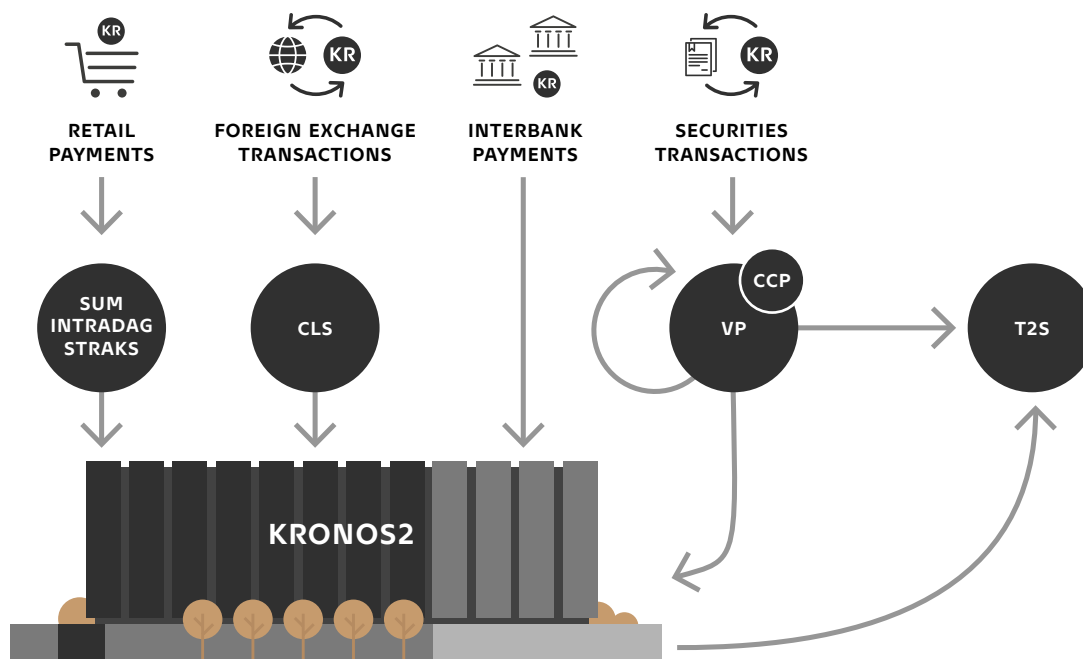 KR
KR
KR
KR
RETAIL
PAYMENTS
FOREIGN EXCHANGE
TRANSACTIONS
INTERBANK
PAYMENTS
SECURITIES
TRANSACTIONS
SUM
INTRADAG
STRAKS
CLS
VP
CCP
T2S
KRONOS2